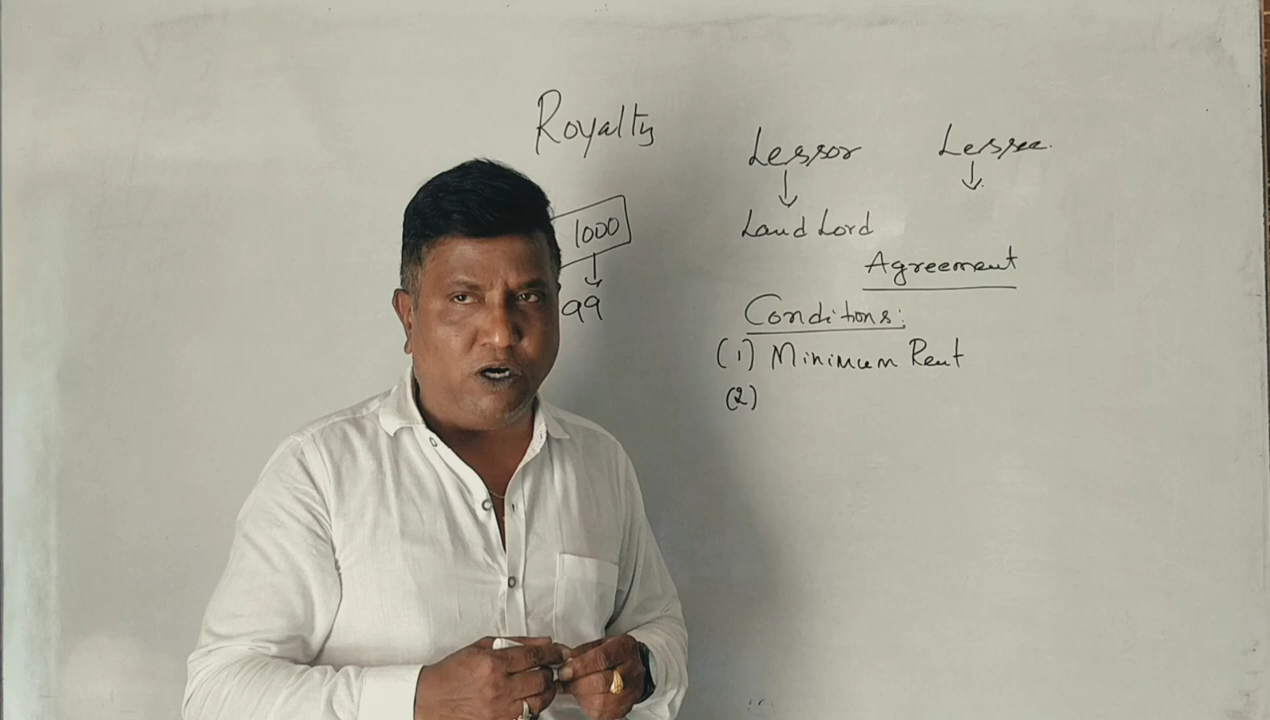 Royalty
Lessor Lessee
1000
99
Land Lord
Agreement
Conditions:
(1) Minimum Rent
(2)